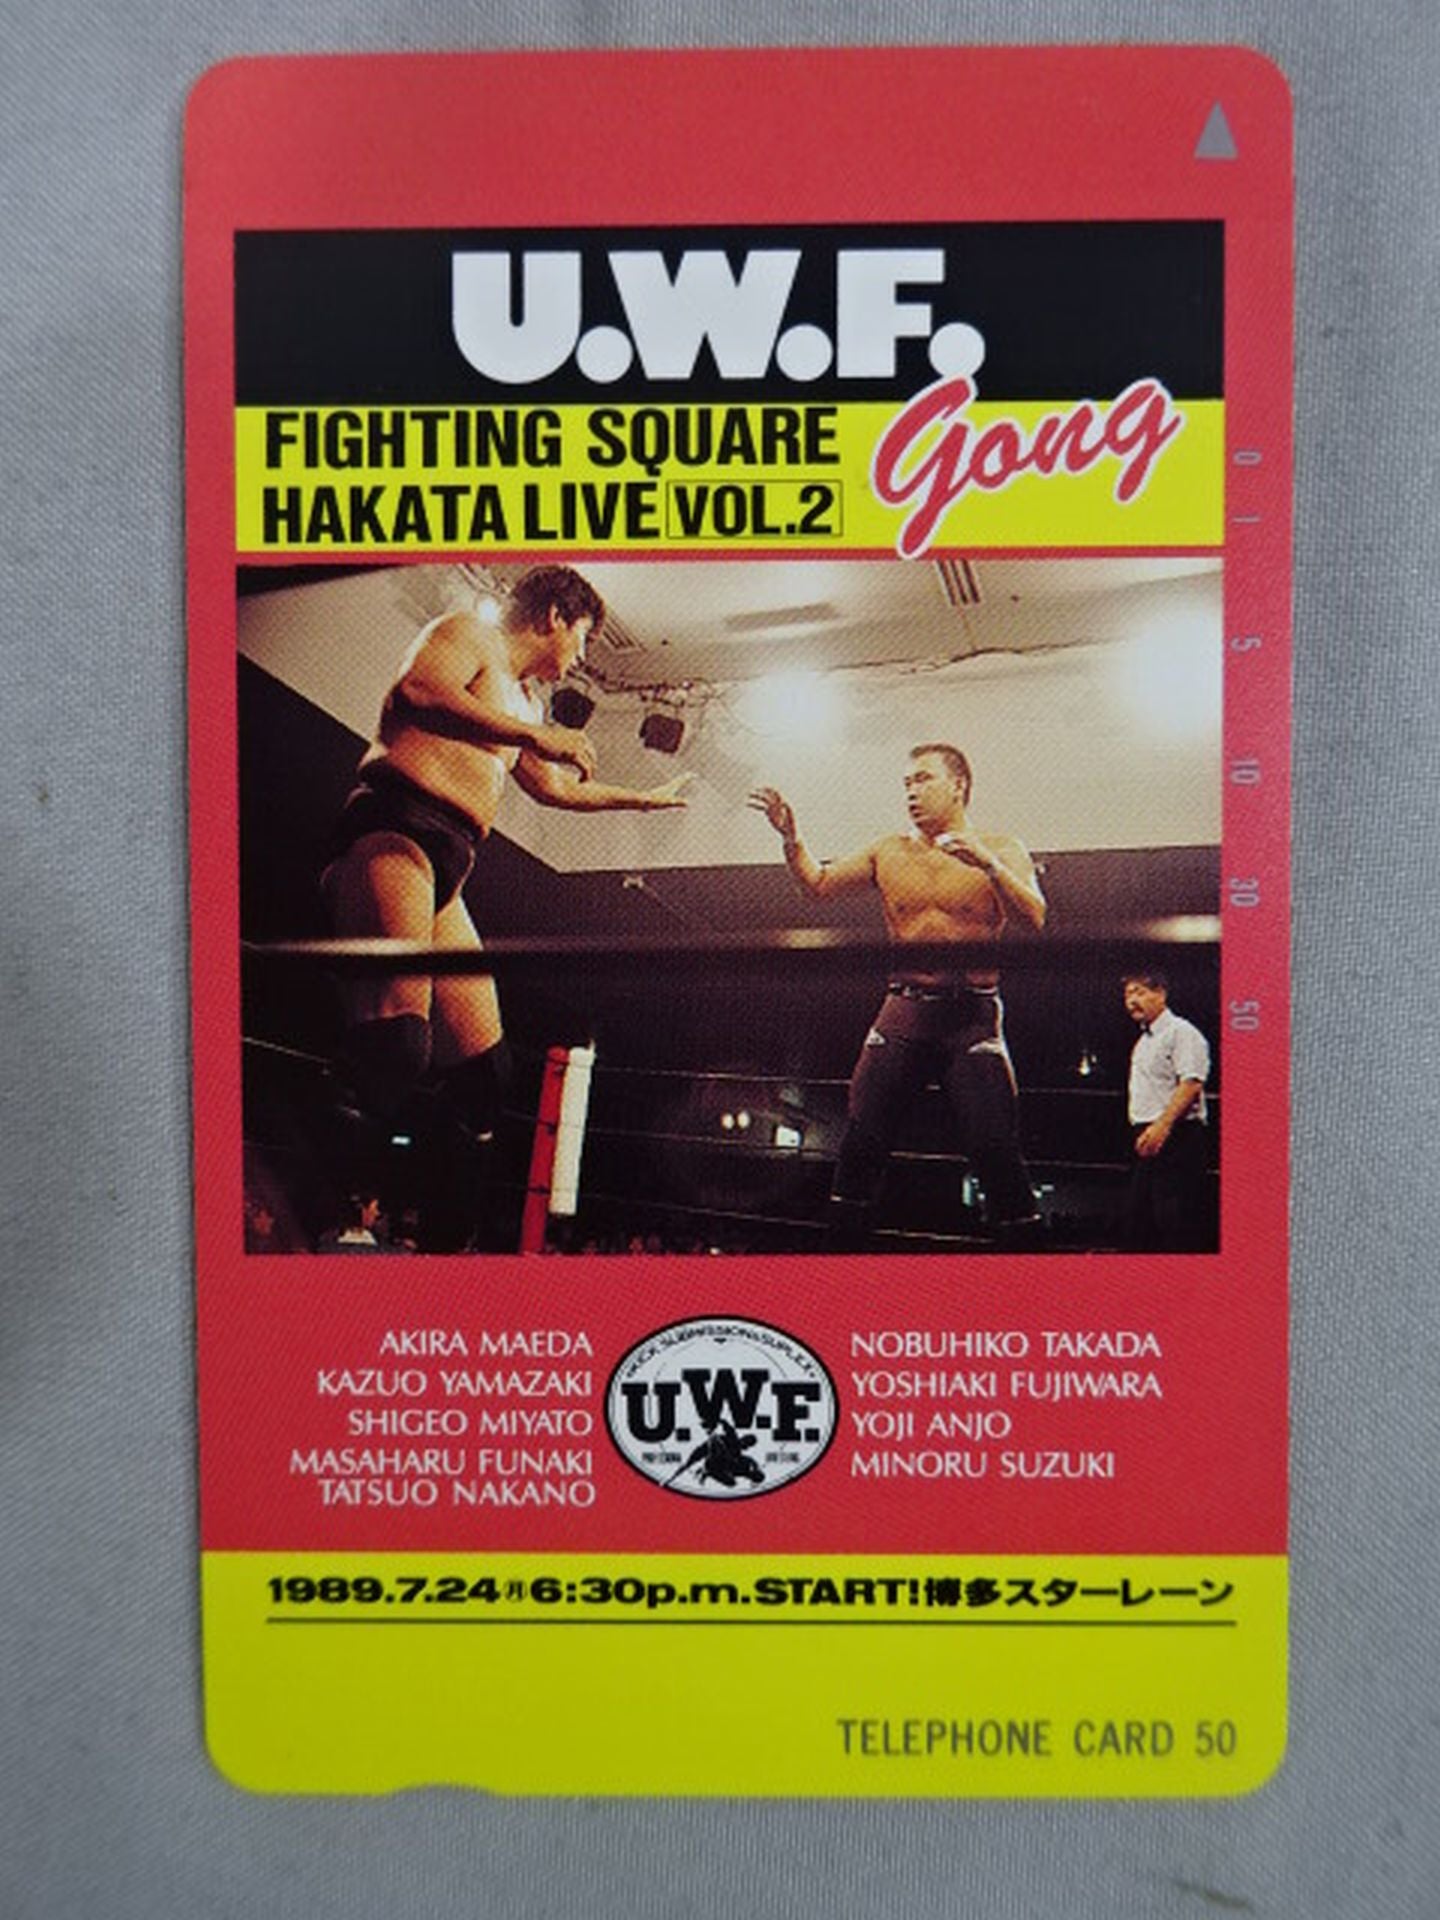 U.W.F.
FIGHTING SQUARE
HAKATA LIVE VOL.2
Gong
0
1
5
10
30
50
AKIRA MAEDA
KAZUO YAMAZAKI
SHIGEO MIYATO
MASAHARU FUNAKI
TATSUO NAKANO
U.W.F.
NOBUHIKO TAKADA
YOSHIAKI FUJIWARA
YOJI ANJO
MINORU SUZUKI
1989.7.24㊊6:30p.m.START!博多スターレーン
TELEPHONE CARD 50